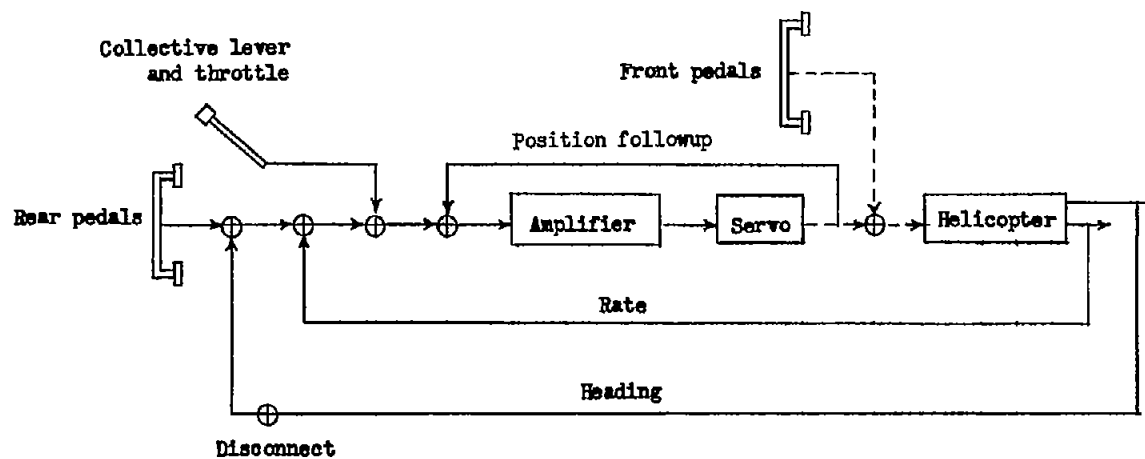 Collective lever
and throttle
Front pedals
Position followup
Rear pedals
Amplifier
Servo
Helicopter
Rate
Heading
Disconnect